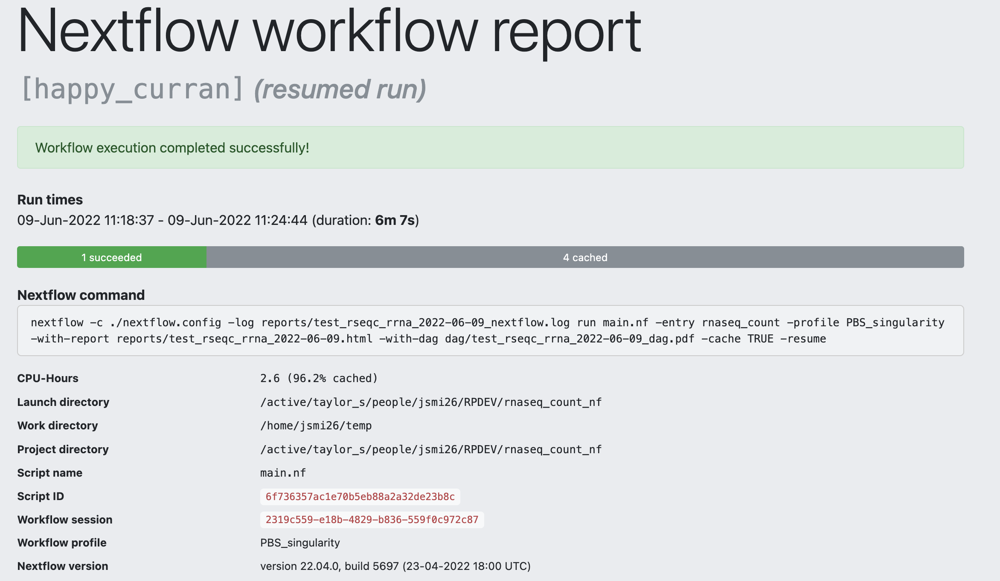 Nextflow workflow report
[happy_curran] (resumed run)
Workflow execution completed successfully!
Run times
09-Jun-2022 11:18:37 - 09-Jun-2022 11:24:44 (duration: 6m 7s)
1 succeeded
4 cached
Nextflow command
nextflow -c ./nextflow.config -log reports/test_rseqc_rrna_2022-06-09_nextflow.log run main.nf -entry rnaseq_count -profile PBS_singularity
-with-report reports/test_rseqc_rrna_2022-06-09.html -with-dag dag/test_rseqc_rrna_2022-06-09_dag.pdf -cache TRUE -resume
CPU-Hours 2.6 (96.2% cached)
Launch directory /active/taylor_s/people/jsmi26/RPDEV/rnaseq_count_nf
Work directory /home/jsmi26/temp
Project directory /active/taylor_s/people/jsmi26/RPDEV/rnaseq_count_nf
Script name main.nf
Script ID 6f736357ac1e70b5eb88a2a32de23b8c
Workflow session 2319c559-e18b-4829-b836-559f0c972c87
Workflow profile PBS_singularity
Nextflow version version 22.04.0, build 5697 (23-04-2022 18:00 UTC)